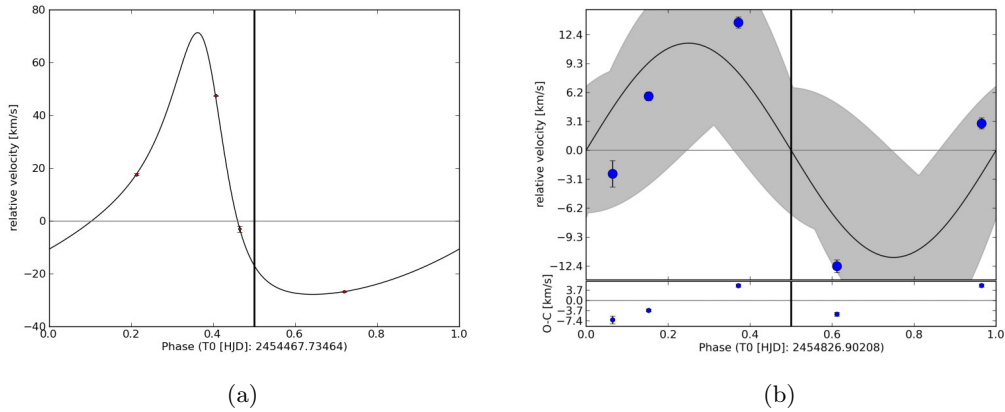 80
60
40
20
0
−20
−40
relative velocity [km/s]
0.0 0.2 0.4 0.6 0.8 1.0
Phase (T0 [HJD]: 2454467.73464)
(a)
12.4
9.3
6.2
3.1
0.0
−3.1
−6.2
−9.3
−12.4
relative velocity [km/s]
3.7
0.0
−3.7
−7.4
O-C [km/s]
0.0 0.2 0.4 0.6 0.8 1.0
Phase (T0 [HJD]: 2454826.90208)
(b)